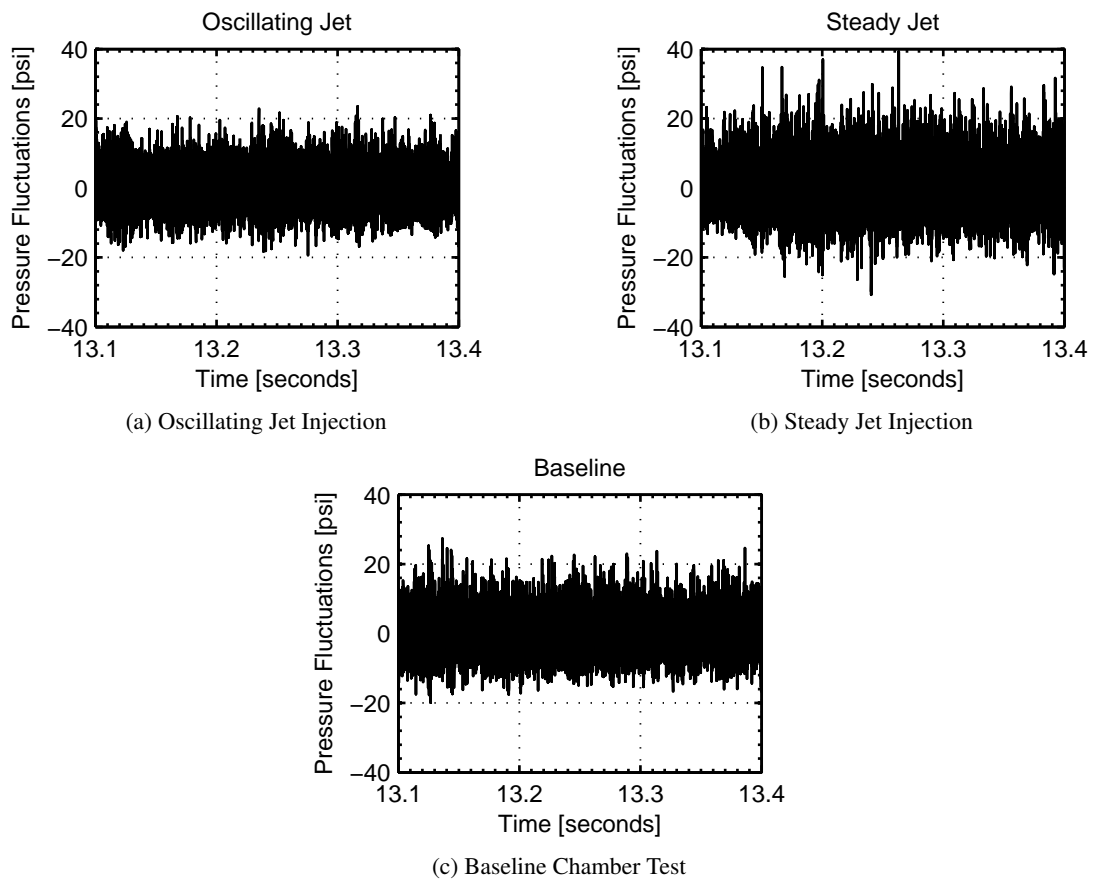 Oscillating Jet
Steady Jet
Pressure Fluctuations [psi]
40
20
0
−20
−40
13.1 13.2 13.3 13.4
Time [seconds]
Pressure Fluctuations [psi]
40
20
0
−20
−40
13.1 13.2 13.3 13.4
Time [seconds]
(a) Oscillating Jet Injection
(b) Steady Jet Injection
Baseline
Pressure Fluctuations [psi]
40
20
0
−20
−40
13.1 13.2 13.3 13.4
Time [seconds]
(c) Baseline Chamber Test